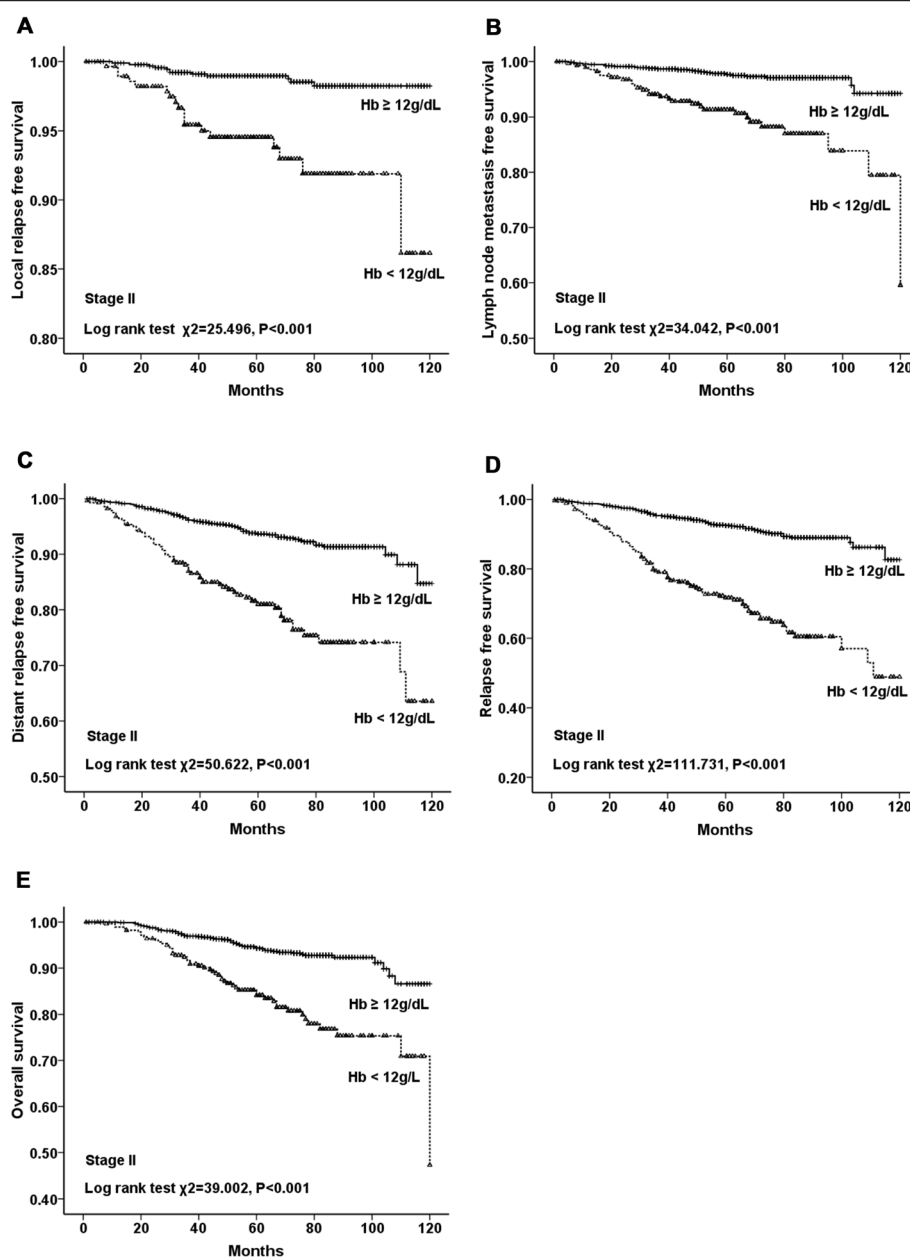 A
Local relapse free survival
1.00
0.95
0.90
0.85
0.80
Hb ≥ 12g/dL
Hb < 12g/dL
Stage II
Log rank test χ2=25.496, P<0.001
0 20 40 60 80 100 120
Months
B
Lymph node metastasis free survival
1.00
0.90
0.80
0.70
0.60
0.50
Hb ≥ 12g/dL
Hb < 12g/dL
Stage II
Log rank test χ2=34.042, P<0.001
0 20 40 60 80 100 120
Months
C
Distant relapse free survival
1.00
0.90
0.80
0.70
0.60
0.50
Hb ≥ 12g/dL
Hb < 12g/dL
Stage II
Log rank test χ2=50.622, P<0.001
0 20 40 60 80 100 120
Months
D
Relapse free survival
1.00
0.80
0.60
0.40
0.20
Hb ≥ 12g/dL
Hb < 12g/dL
Stage II
Log rank test χ2=111.731, P<0.001
0 20 40 60 80 100 120
Months
E
Overall survival
1.00
0.90
0.80
0.70
0.60
0.50
0.40
Hb ≥ 12g/dL
Hb < 12g/L
Stage II
Log rank test χ2=39.002, P<0.001
0 20 40 60 80 100 120
Months